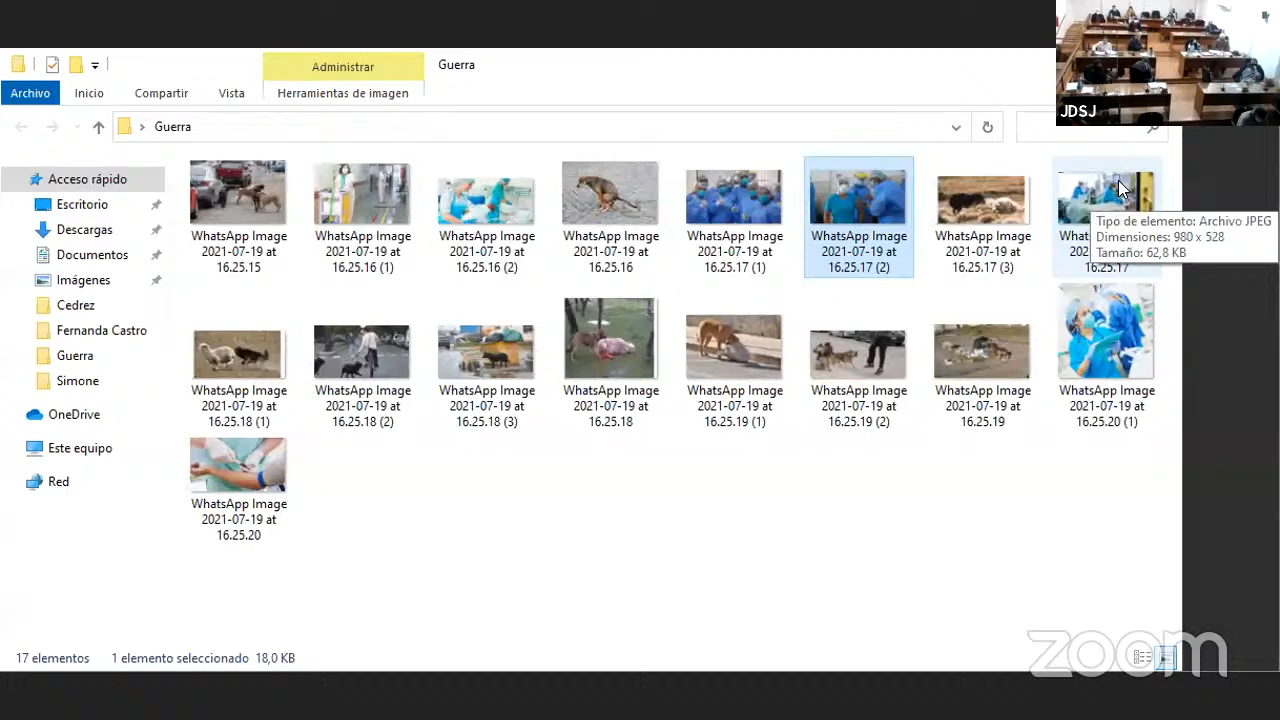 Administrar
Guerra
Archivo
Inicio
Compartir
Vista
Herramientas de imagen
JDSJ
Guerra
Acceso rápido
Escritorio
Descargas
Documentos
Imágenes
Cedrez
Fernanda Castro
Guerra
Simone
OneDrive
Este equipo
Red
WhatsApp Image
2021-07-19 at
16.25.15
WhatsApp Image
2021-07-19 at
16.25.16 (1)
WhatsApp Image
2021-07-19 at
16.25.16 (2)
WhatsApp Image
2021-07-19 at
16.25.16
WhatsApp Image
2021-07-19 at
16.25.17 (1)
WhatsApp Image
2021-07-19 at
16.25.17 (2)
WhatsApp Image
2021-07-19 at
16.25.17 (3)
16.25.17
Tipo de elemento: Archivo JPEG
Dimensiones: 980 x 528
Tamaño: 62,8 KB
WhatsApp Image
2021-07-19 at
16.25.18 (1)
WhatsApp Image
2021-07-19 at
16.25.18 (2)
WhatsApp Image
2021-07-19 at
16.25.18 (3)
WhatsApp Image
2021-07-19 at
16.25.18
WhatsApp Image
2021-07-19 at
16.25.19 (1)
WhatsApp Image
2021-07-19 at
16.25.19 (2)
WhatsApp Image
2021-07-19 at
16.25.19
WhatsApp Image
2021-07-19 at
16.25.20 (1)
WhatsApp Image
2021-07-19 at
16.25.20
17 elementos
1 elemento seleccionado 18,0 KB
zoom